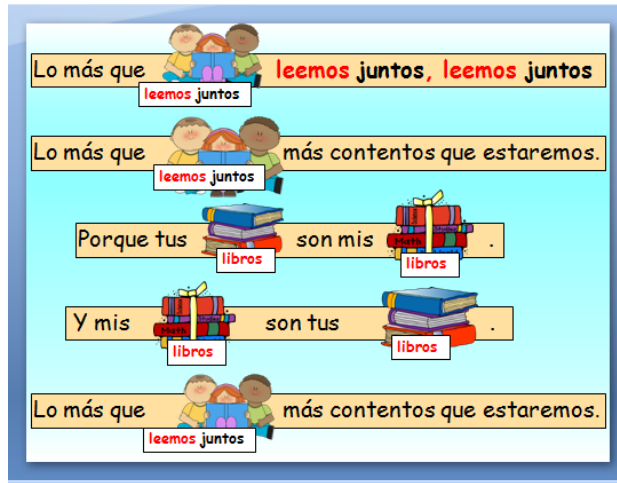 Lo más que leemos juntos leemos juntos, leemos juntos
Lo más que leemos juntos más contentos que estaremos.
Porque tus libros son mis Math libros .
Y mis Math libros son tus libros .
Lo más que leemos juntos más contentos que estaremos.